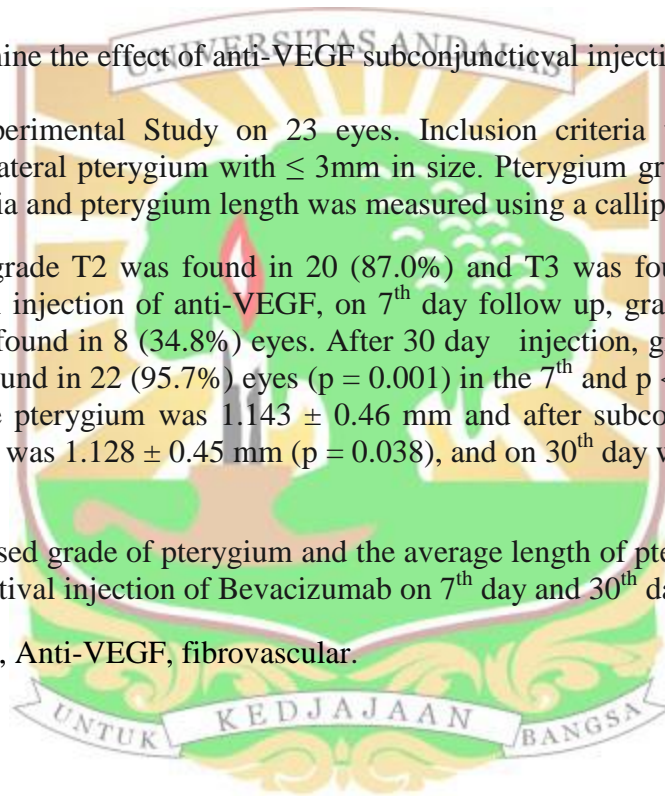 nine the effect of anti-VEGF subconjuncticval injecti
UNIVERSITAS ANDALAS
perimental Study on 23 eyes. Inclusion criteria
ateral pterygium with ≤ 3mm in size. Pterygium gr
ia and pterygium length was measured using a callip
grade T2 was found in 20 (87.0%) and T3 was fou
injection of anti-VEGF, on 7th day follow up, gra
found in 8 (34.8%) eyes. After 30 day injection, g
ound in 22 (95.7%) eyes (p = 0.001) in the 7th and p <
e pterygium was 1.143 ± 0.46 mm and after subco
was 1.128 ± 0.45 mm (p = 0.038), and on 30th day w
sed grade of pterygium and the average length of pte
tival injection of Bevacizumab on 7th day and 30th da
, Anti-VEGF, fibrovascular.
UNTUK KEDJAJAAN BANGSA